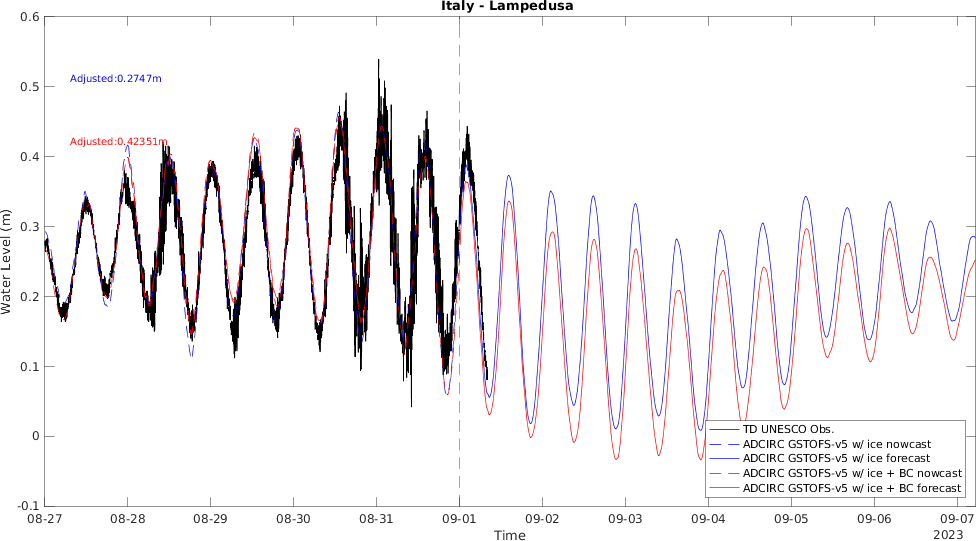 Italy - Lampedusa
0.6
0.5
0.4
0.3
0.2
0.1
0
-0.1
Water Level (m)
Adjusted:0.2747m
Adjusted:0.42351m
TD UNESCO Obs.
ADCIRC GSTOFS-v5 w/ ice nowcast
ADCIRC GSTOFS-v5 w/ ice forecast
ADCIRC GSTOFS-v5 w/ ice + BC nowcast
ADCIRC GSTOFS-v5 w/ ice + BC forecast
08-27 08-28 08-29 08-30 08-31 09-01 09-02 09-03 09-04 09-05 09-06 09-07
Time
2023